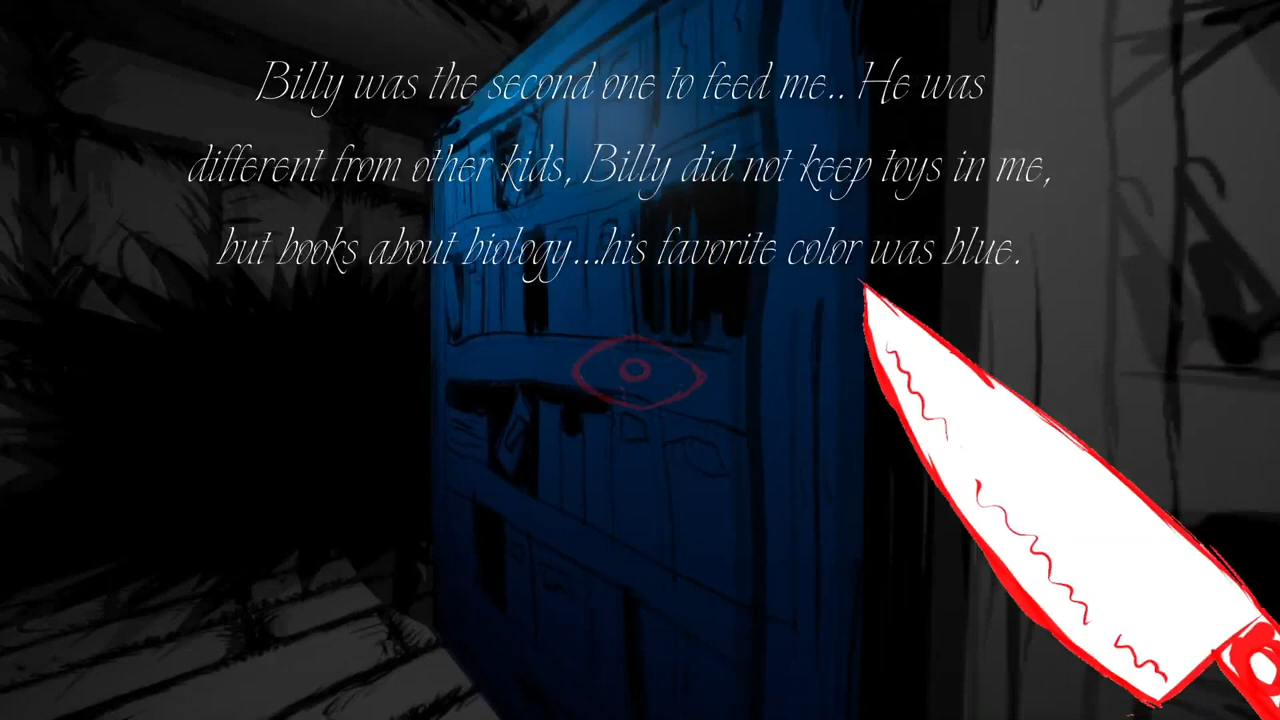 Billy was the second one to feed me.. He was
different from other kids, Billy did not keep toys in me,
but books about biology...his favorite color was blue.